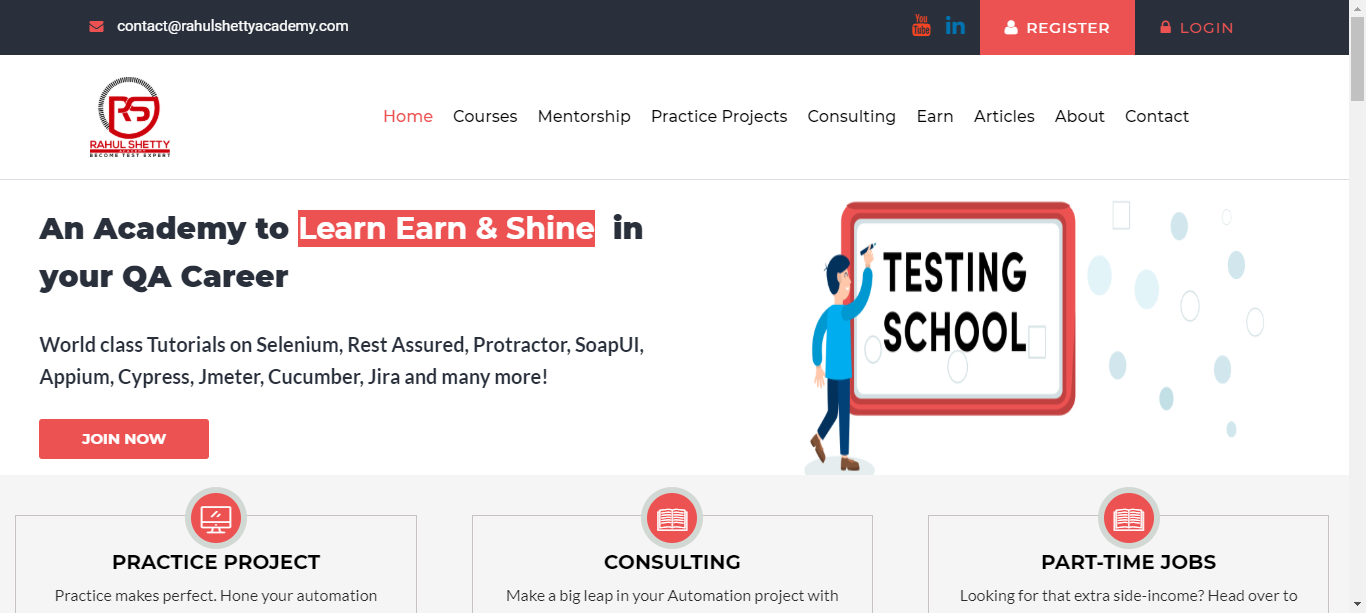 contact@rahulshettyacademy.com
You
Tube
in
REGISTER
LOGIN
RS
RAHUL SHETTY
ACADEMY
BECOME TEST EXPERT
Home Courses Mentorship Practice Projects Consulting Earn Articles About Contact
An Academy to Learn Earn & Shine in
your QA Career
World class Tutorials on Selenium, Rest Assured, Protractor, SoapUI,
Appium, Cypress, Jmeter, Cucumber, Jira and many more!
JOIN NOW
TESTING
SCHOOL
PRACTICE PROJECT
Practice makes perfect. Hone your automation
CONSULTING
Make a big leap in your Automation project with
PART-TIME JOBS
Looking for that extra side-income? Head over to